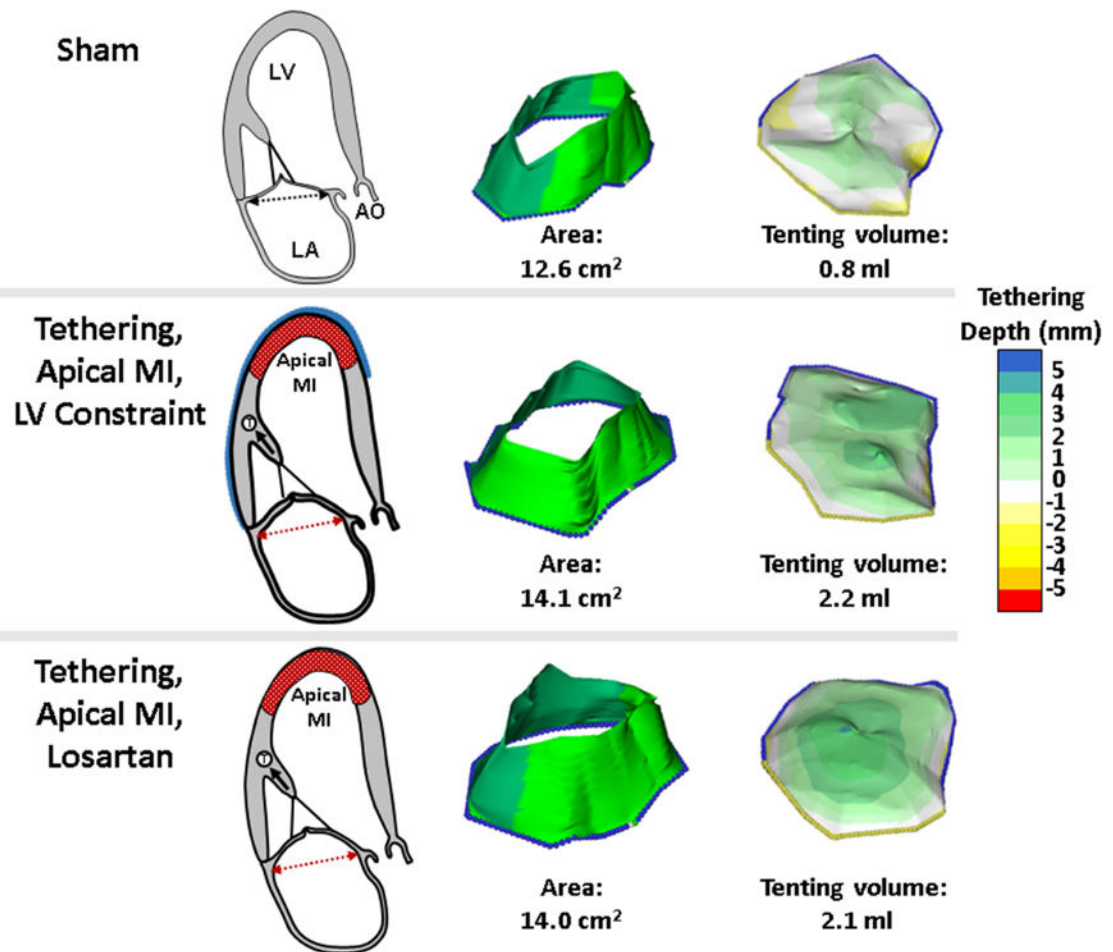 Sham
LV
AO
LA
Area:
12.6 cm²
Tenting volume:
0.8 ml
Tethering,
Apical MI,
LV Constraint
Apical
MI
T
Area:
14.1 cm²
Tenting volume:
2.2 ml
Tethering
Depth (mm)
5
4
3
2
1
0
-1
-2
-3
-4
-5
Tethering,
Apical MI,
Losartan
Apical
MI
T
Area:
14.0 cm²
Tenting volume:
2.1 ml